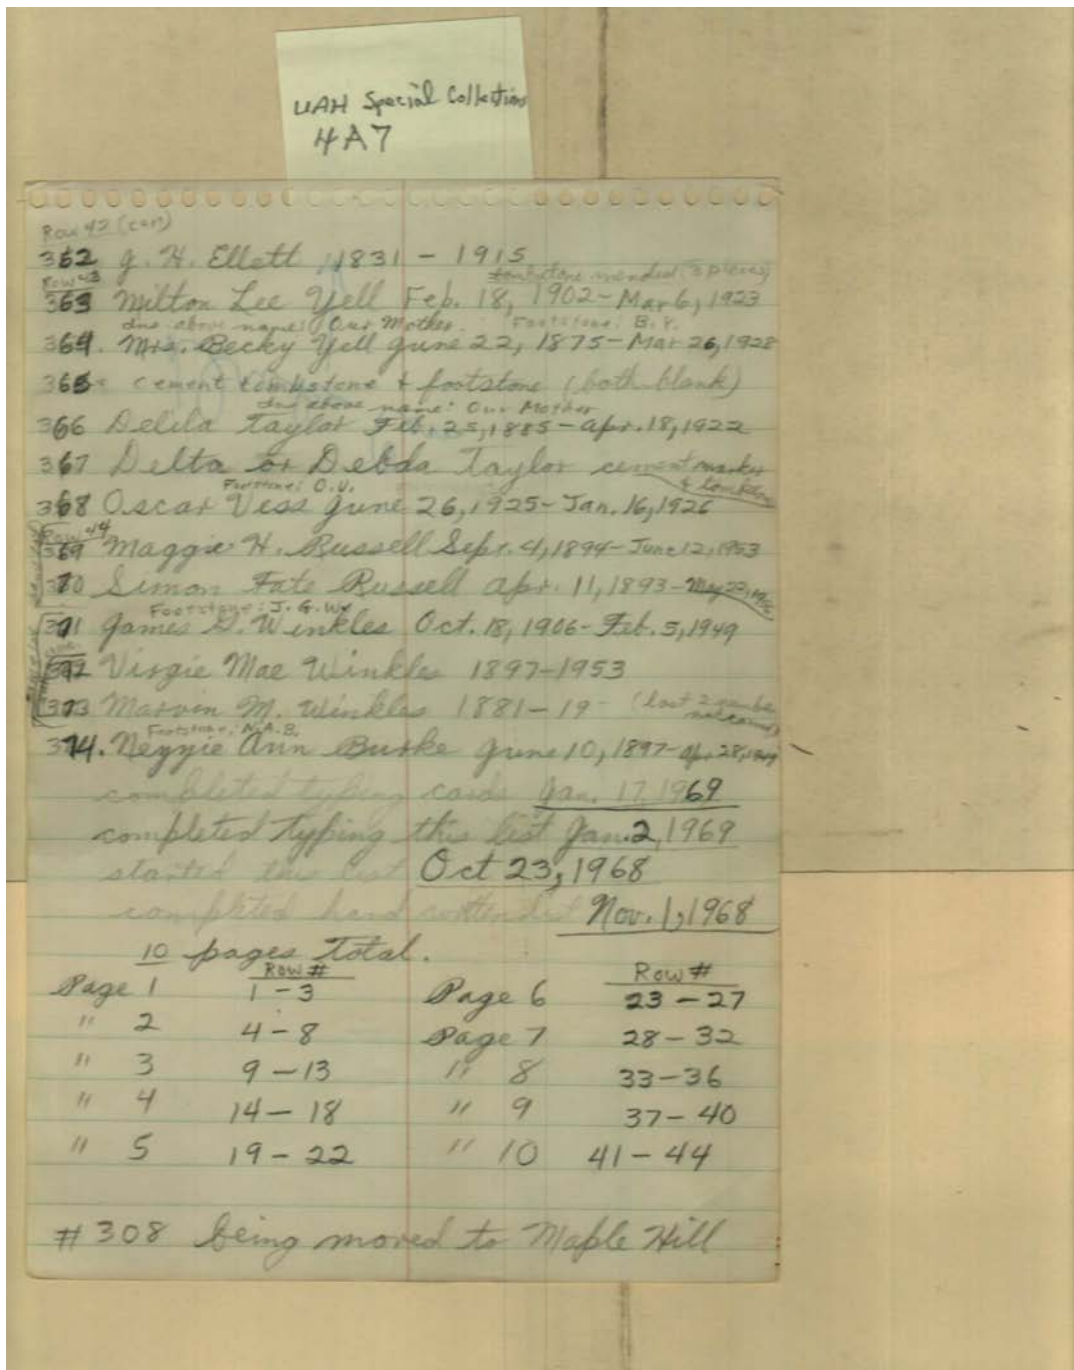 UAH Special Collections
4A7
Row 42 (con)
362 G. H. Ellett 1831 - 1915
tombstone mended (3 pieces)
Row 43
363 Milton Lee Yell Feb. 18, 1902 - Mar 6, 1923
ins above name: Our Mother. Footstone: B. Y.
364. Mrs. Becky Yell June 22, 1875 - Mar 26, 1928
365 cement tombstone + footstone (both blank)
ins above name: Our Mother
366 Delila Taylor Feb. 25, 1885 - Apr. 18, 1922
367 Delta or Debda Taylor cement marker
& tombstone
Footstone: O.V.
368 Oscar Vess June 26, 1925 - Jan. 16, 1926
Row 44
369 Maggie H. Russell Sept. 4, 1894 - June 12, 1953
370 Simon Fate Russell Apr. 11, 1893 - May 22,
Footstone: J. G. W.
371 James G. Winkles Oct. 18, 1906 - Feb. 5, 1949
372 Virgie Mae Winkles 1897-1953
373 Marvin M. Winkles 1881-19- (last 2 numbers
not carved)
Footstone: N.A.B.
374. Neggie Ann Burke June 10, 1897 - Apr. 28, 1949
completed typing cards Jan. 17, 1969
completed typing this list Jan. 2, 1969
started this list Oct 23, 1968
completed hand written list Nov. 1, 1968
10 pages Total.
Row # Row #
Page 1 1-3 Page 6 23-27
" 2 4-8 Page 7 28-32
" 3 9-13 " 8 33-36
" 4 14-18 " 9 37-40
" 5 19-22 " 10 41-44
# 308 being moved to Maple Hill